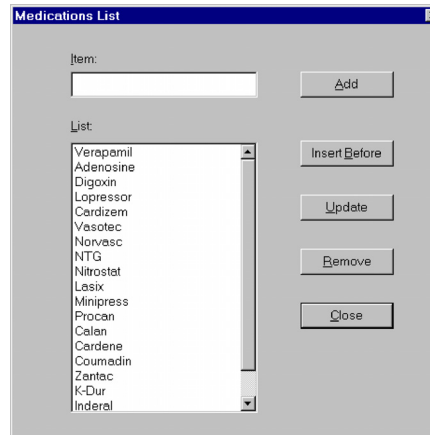 Medications List
Item:
Add
List:
Insert Before
Update
Remove
Close
Verapamil
Adenosine
Digoxin
Lopressor
Cardizem
Vasotec
Norvasc
NTG
Nitrostat
Lasix
Minipress
Procan
Calan
Cardene
Coumadin
Zantac
K-Dur
Inderal